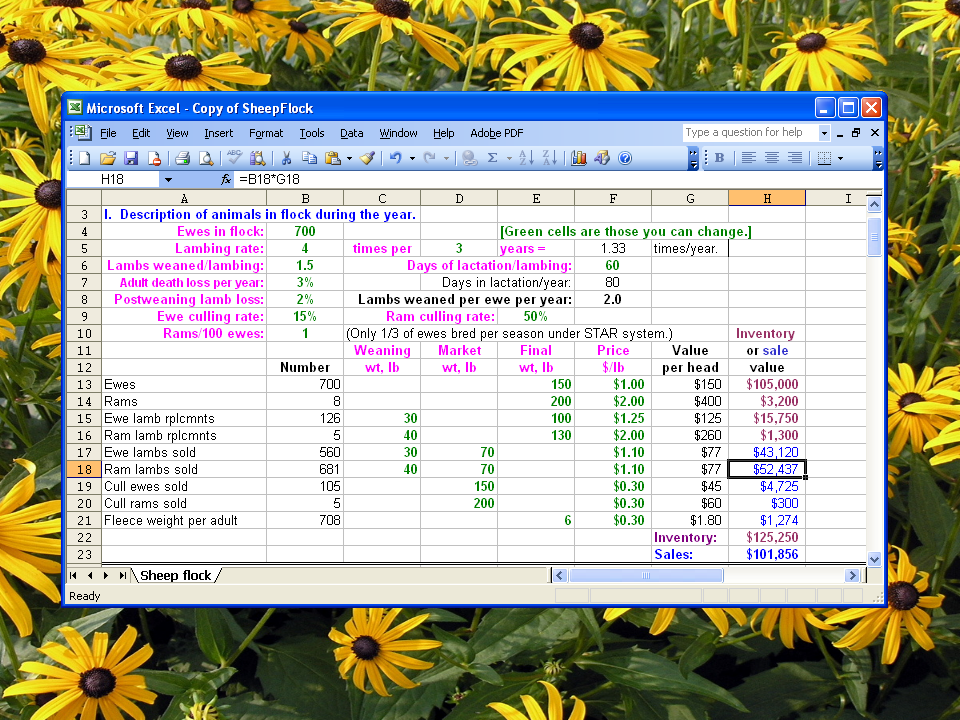 Microsoft Excel - Copy of SheepFlock
File Edit View Insert Format Tools Data Window Help Adobe PDF Type a question for help
H18 fx =B18*G18
A B C D E F G H I
3 I. Description of animals in flock during the year.
4 Ewes in flock: 700 [Green cells are those you can change.]
5 Lambing rate: 4 times per 3 years = 1.33 times/year.
6 Lambs weaned/lambing: 1.5 Days of lactation/lambing: 60
7 Adult death loss per year: 3% Days in lactation/year: 80
8 Postweaning lamb loss: 2% Lambs weaned per ewe per year: 2.0
9 Ewe culling rate: 15% Ram culling rate: 50%
10 Rams/100 ewes: 1 (Only 1/3 of ewes bred per season under STAR system.) Inventory
11 Weaning Market Final Price Value or sale
12 Number wt, lb wt, lb wt, lb $/lb per head value
13 Ewes 700 150 $1.00 $150 $105,000
14 Rams 8 200 $2.00 $400 $3,200
15 Ewe lamb rplcmnts 126 30 100 $1.25 $125 $15,750
16 Ram lamb rplcmnts 5 40 130 $2.00 $260 $1,300
17 Ewe lambs sold 560 30 70 $1.10 $77 $43,120
18 Ram lambs sold 681 40 70 $1.10 $77 $52,437
19 Cull ewes sold 105 150 $0.30 $45 $4,725
20 Cull rams sold 5 200 $0.30 $60 $300
21 Fleece weight per adult 708 6 $0.30 $1.80 $1,274
22 Inventory: $125,250
23 Sales: $101,856
Sheep flock
Ready